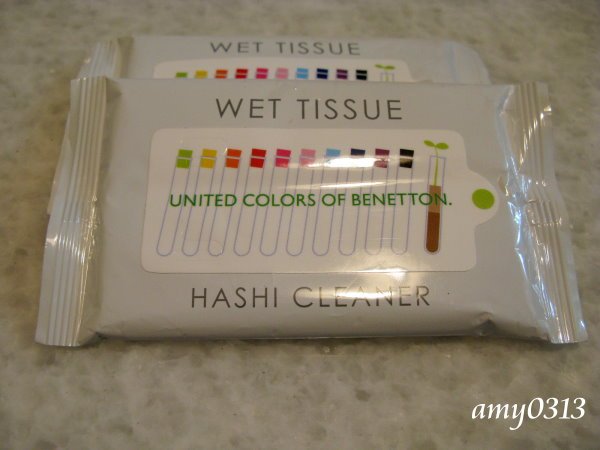 WET TISSUE
WET TISSUE
UNITED COLORS OF BENETTON.
HASHI CLEANER
amy0313